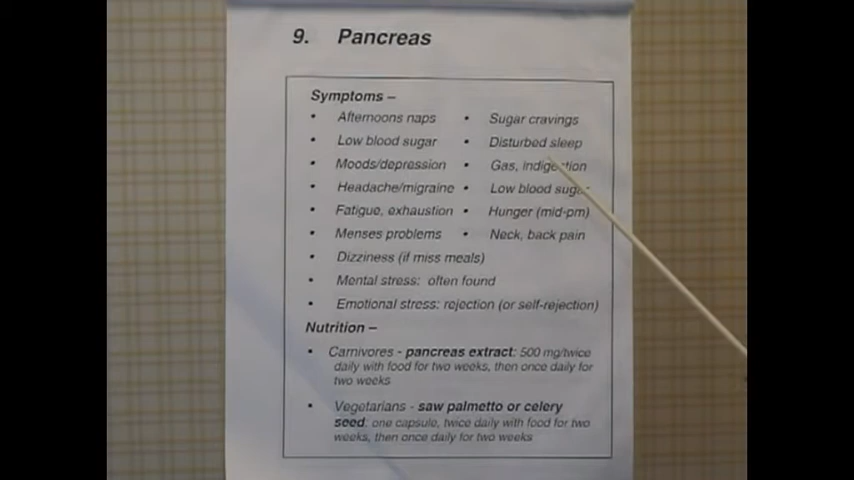 9. Pancreas
Symptoms –
• Afternoons naps • Sugar cravings
• Low blood sugar • Disturbed sleep
• Moods/depression • Gas, indigestion
• Headache/migraine • Low blood sugar
• Fatigue, exhaustion • Hunger (mid-pm)
• Menses problems • Neck, back pain
• Dizziness (if miss meals)
• Mental stress: often found
• Emotional stress: rejection (or self-rejection)
Nutrition –
• Carnivores - pancreas extract: 500 mg/twice
daily with food for two weeks, then once daily for
two weeks
• Vegetarians - saw palmetto or celery
seed: one capsule, twice daily with food for two
weeks, then once daily for two weeks